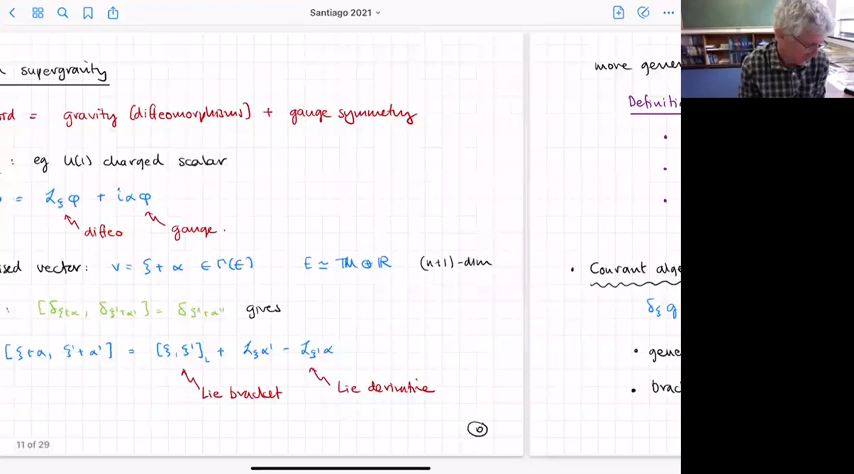 Santiago 2021
supergravity
= gravity (diffeomorphisms) + gauge symmetry
: eg U(1) charged scalar
= ℒ_ξ φ + iαφ
diffeo
gauge.
vector: v = ξ + α ∈ Γ(E) E ≃ TM ⊕ ℝ (n+1)-dim
: [δ_{ξ+α}, δ_{ξ'+α'}] = δ_{ξ''+α''} gives
[ξ+α, ξ'+α'] = [ξ, ξ']_L + ℒ_ξ α' - ℒ_ξ' α
Lie bracket
Lie derivative
11 of 29
more gener
Definiti
• Courant alge
δ_ξ g
• gene
• brac